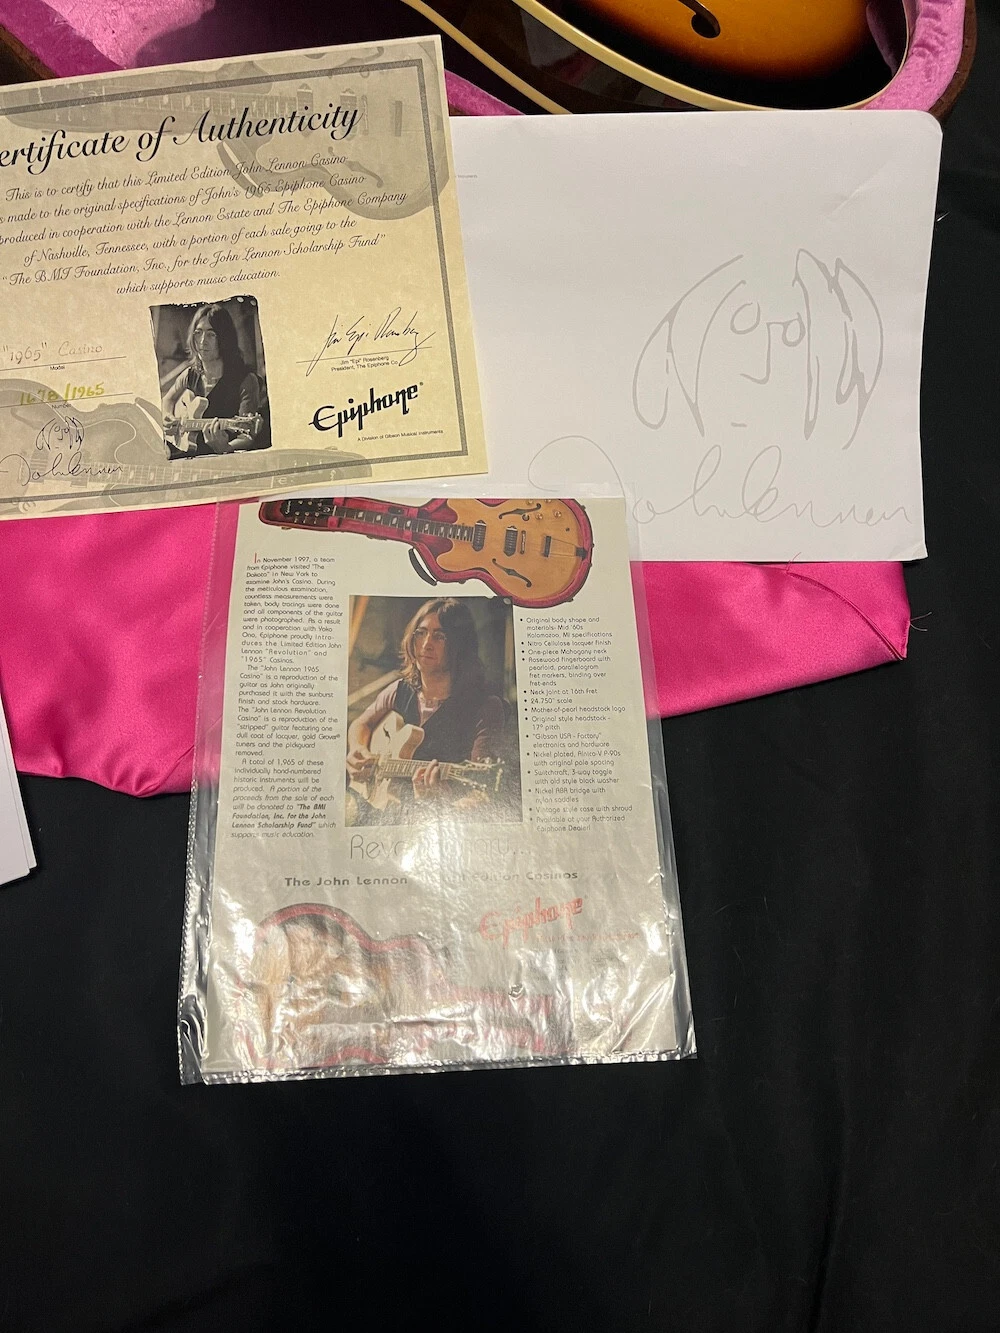 ertificate of Authenticity
This is to certify that this Limited Edition John Lennon Casino
s made to the original specifications of John's 1965 Epiphone Casino
produced in cooperation with the Lennon Estate and The Epiphone Company
of Nashville, Tennessee, with a portion of each sale going to the
"The BMI Foundation, Inc., for the John Lennon Scholarship Fund"
which supports music education.
"1965" Casino
Model
1678/1965
Number
John Lennon
Jim "Epi" Rosenberg
Jim "Epi" Rosenberg
President, The Epiphone Co.
Epiphone®
A Division of Gibson Musical Instruments
John Lennon
In November 1997, a team
from Epiphone visited "The
Dakota" in New York to
examine John's Casino. During
the meticulous examination,
countless measurements were
taken, body tracings were done
and all components of the guitar
were photographed. As a result
and in cooperation with Yoko
Ono, Epiphone proudly intro-
duces the Limited Edition John
Lennon "Revolution" and
"1965" Casinos.
The "John Lennon 1965
Casino" is a reproduction of the
guitar as John originally
purchased it with the sunburst
finish and stock hardware.
The "John Lennon Revolution
Casino" is a reproduction of the
"stripped" guitar featuring one
dull coat of lacquer, gold Grover®
tuners and the pickguard
removed.
A total of 1,965 of these
individually hand-numbered
historic instruments will be
produced. A portion of the
proceeds from the sale of each
will be donated to "The BMI
Foundation, Inc. for the John
Lennon Scholarship Fund" which
supports music education.
• Original body shape and
materials: Mid '60s
Kalamazoo, MI specifications
• Nitro Cellulose lacquer finish
• One-piece Mahogany neck
• Rosewood fingerboard with
pearloid, parallelogram
fret markers, binding over
fret-ends
• Neck joint at 16th Fret
• 24.750" scale
• Mother-of-pearl headstock logo
• Original style headstock -
17° pitch
• "Gibson USA - Factory"
electronics and hardware
• Nickel plated, Alnico-V P-90s
with original pole spacing
• Switchcraft, 3-way toggle
with old style black washer
• Nickel ABR bridge with
nylon saddles
• Vintage style case with shroud
• Available at your Authorized
Epiphone Dealer!
The John Lennon Limited Edition Casinos
Epiphone